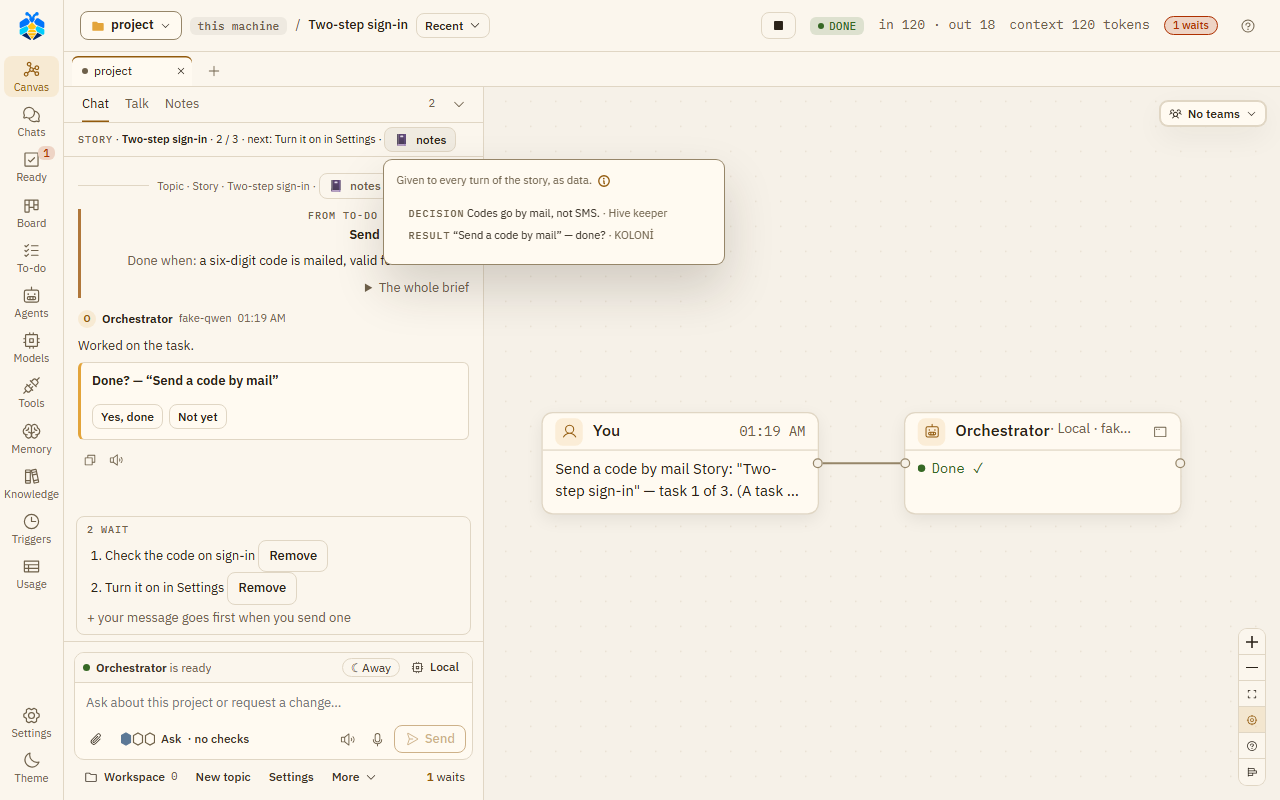 project
this machine / Two-step sign-in
Recent
DONE
in 120 · out 18 context 120 tokens
1 waits
Canvas
Chats
1
Ready
Board
To-do
Agents
Models
Tools
Memory
Knowledge
Triggers
Usage
Settings
Theme
project ×
Chat Talk Notes 2
STORY · Two-step sign-in · 2 / 3 · next: Turn it on in Settings · notes
Topic · Story · Two-step sign-in · notes
Given to every turn of the story, as data.
DECISION Codes go by mail, not SMS. · Hive keeper
RESULT “Send a code by mail” — done? · KOLONİ
FROM TO-DO
Send
Done when: a six-digit code is mailed, valid
The whole brief
O Orchestrator fake-qwen 01:19 AM
Worked on the task.
Done? — “Send a code by mail”
Yes, done Not yet
2 WAIT
1. Check the code on sign-in Remove
2. Turn it on in Settings Remove
+ your message goes first when you send one
Orchestrator is ready
Away
Local
Ask about this project or request a change…
Ask · no checks
Send
Workspace 0 New topic Settings More 1 waits
No teams
You 01:19 AM
Send a code by mail Story: "Two-
step sign-in" — task 1 of 3. (A task ...
Orchestrator · Local · fak...
Done ✓